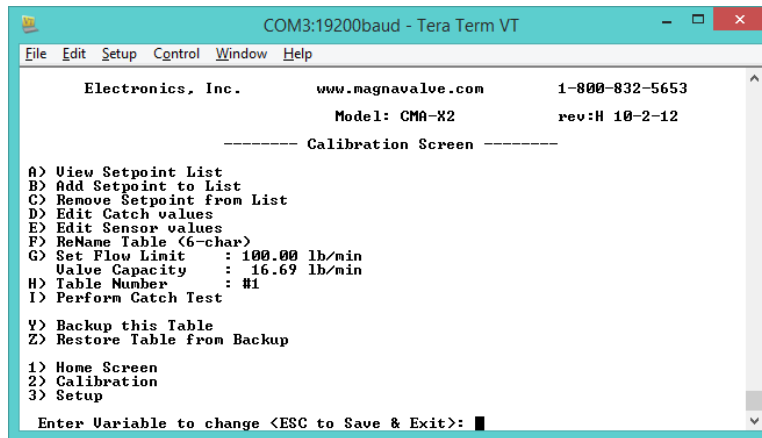 COM3:19200baud - Tera Term VT
File Edit Setup Control Window Help
Electronics, Inc. www.magnavalve.com 1-800-832-5653
Model: CMA-X2 rev:H 10-2-12
-------- Calibration Screen --------
A) View Setpoint List
B) Add Setpoint to List
C) Remove Setpoint from List
D) Edit Catch values
E) Edit Sensor values
F) ReName Table (6-char)
G) Set Flow Limit : 100.00 lb/min
Valve Capacity : 16.69 lb/min
H) Table Number : #1
I) Perform Catch Test
Y) Backup this Table
Z) Restore Table from Backup
1) Home Screen
2) Calibration
3) Setup
Enter Variable to change <ESC to Save & Exit>: